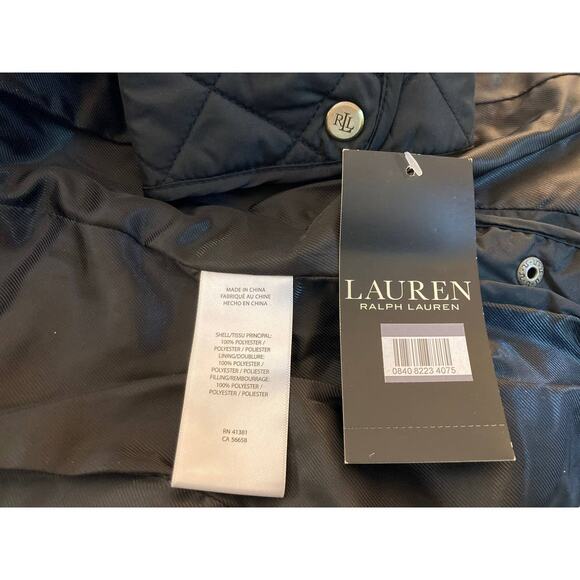 RLL
MADE IN CHINA
FABRIQUÉ AU CHINE
HECHO EN CHINA
SHELL/TISSU PRINCIPAL:
100% POLYESTER /
POLYESTER / POLIESTER
LINING/DOUBLURE:
100% POLYESTER /
POLYESTER / POLIESTER
FILLING/REMBOURRAGE:
100% POLYESTER /
POLYESTER / POLIESTER
RN 41381
CA 56658
LAUREN
RALPH LAUREN
0840 8223 4075